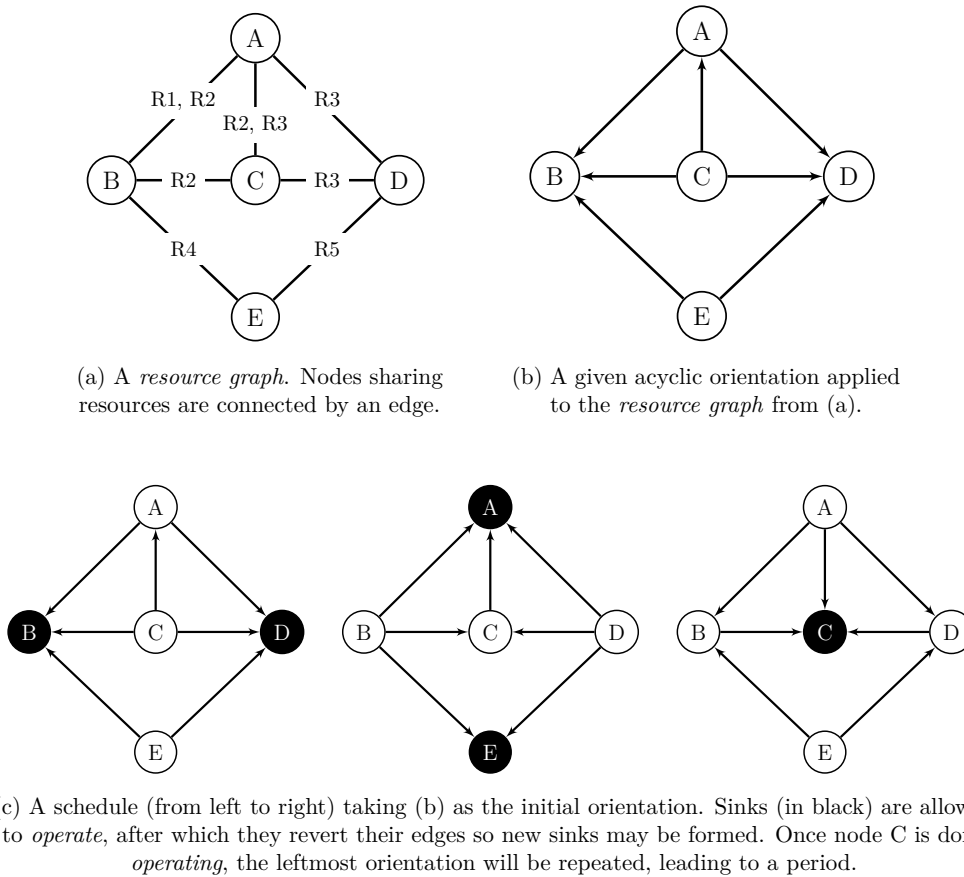 A
R1, R2
R3
R2, R3
B
R2
C
R3
D
R4
R5
E
(a) A resource graph. Nodes sharing
resources are connected by an edge.
A
B
C
D
E
(b) A given acyclic orientation applied
to the resource graph from (a).
A
B
C
D
E
A
B
C
D
E
A
B
C
D
E
c) A schedule (from left to right) taking (b) as the initial orientation. Sinks (in black) are allow
to operate, after which they revert their edges so new sinks may be formed. Once node C is do
operating, the leftmost orientation will be repeated, leading to a period.